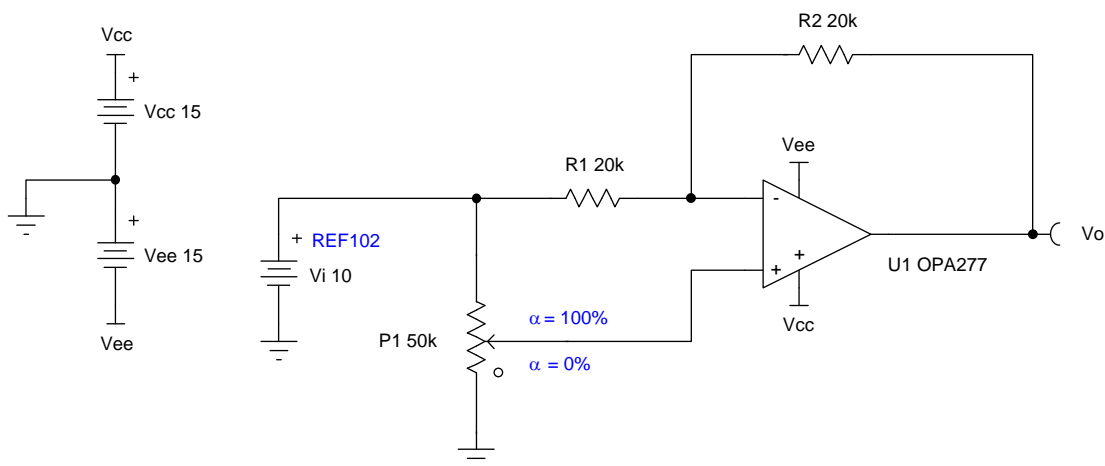 Vcc
+
Vcc 15
+
Vee 15
Vee
R2 20k
R1 20k
Vee
-
+
+
U1 OPA277
Vo
Vcc
+ REF102
Vi 10
P1 50k
α = 100%
α = 0%